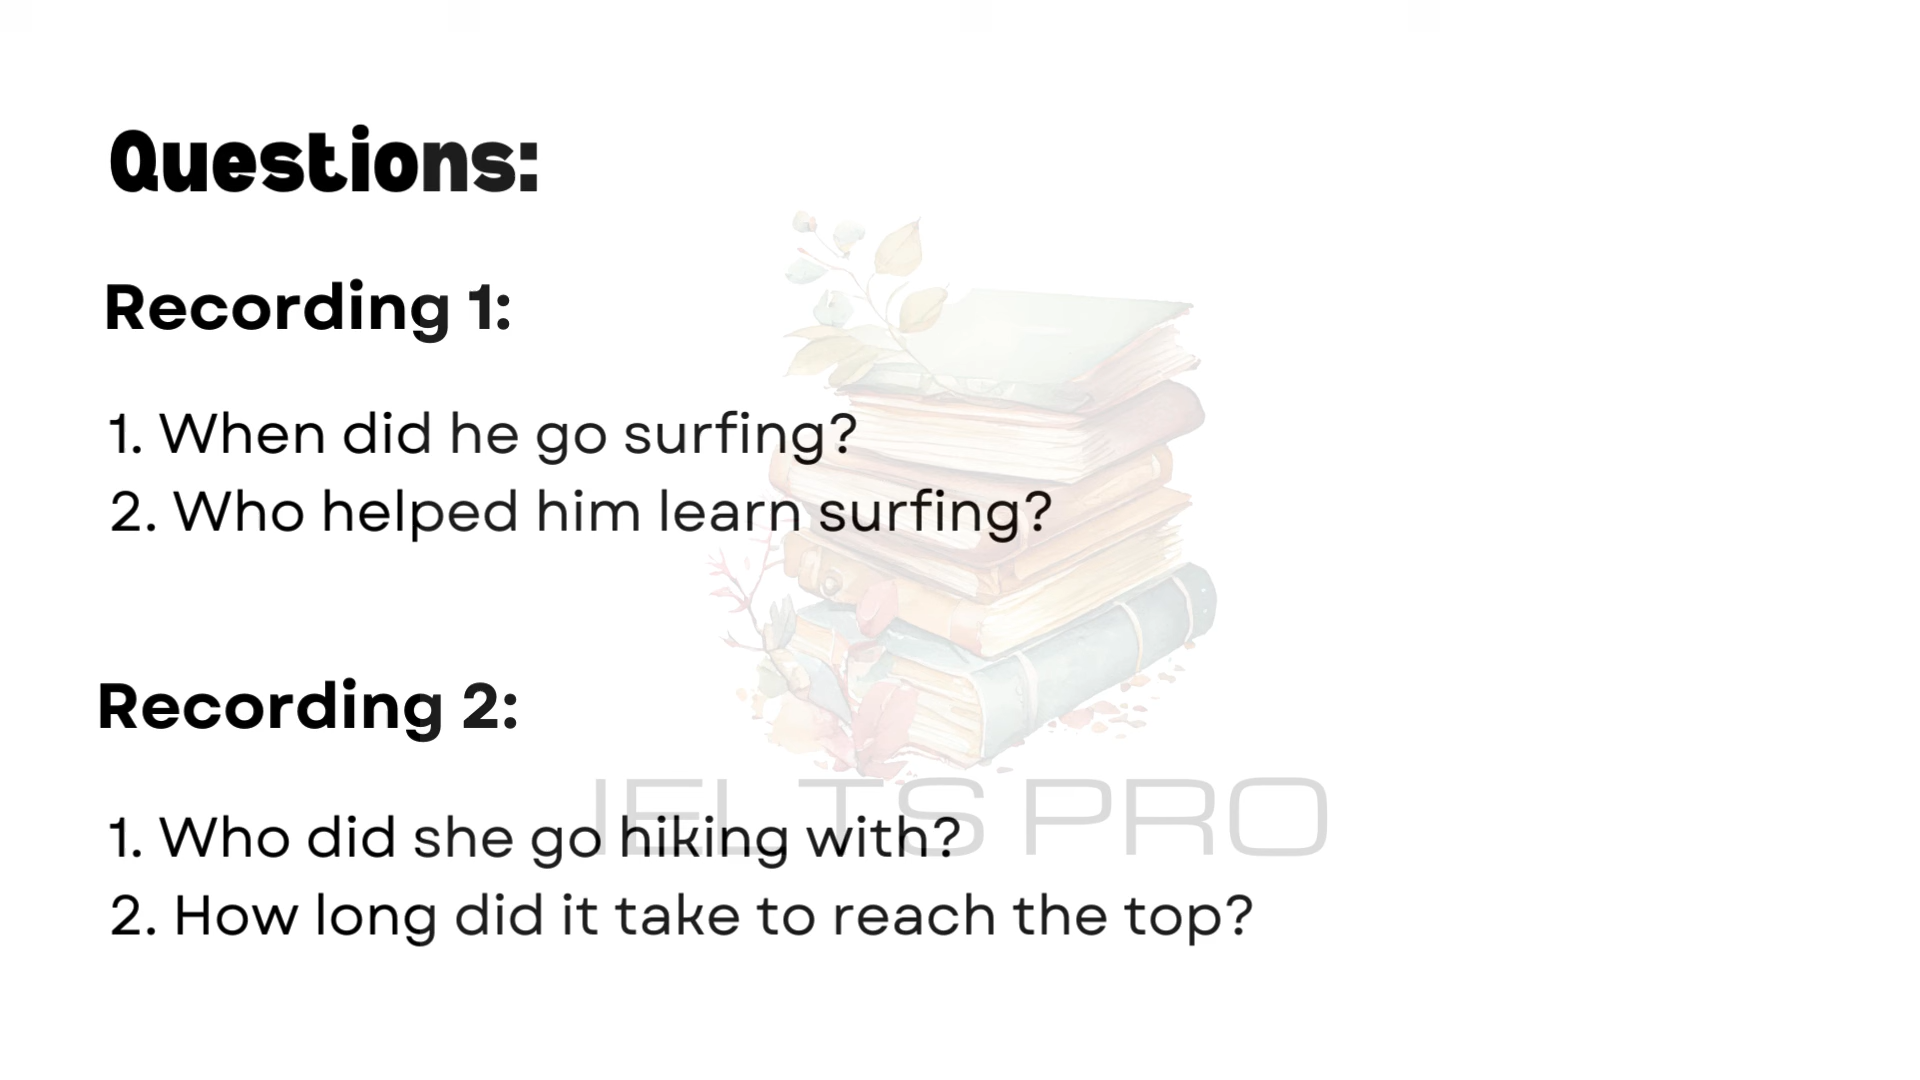 Questions:
Recording 1:
1. When did he go surfing?
2. Who helped him learn surfing?
Recording 2:
IELTS PRO
1. Who did she go hiking with?
2. How long did it take to reach the top?